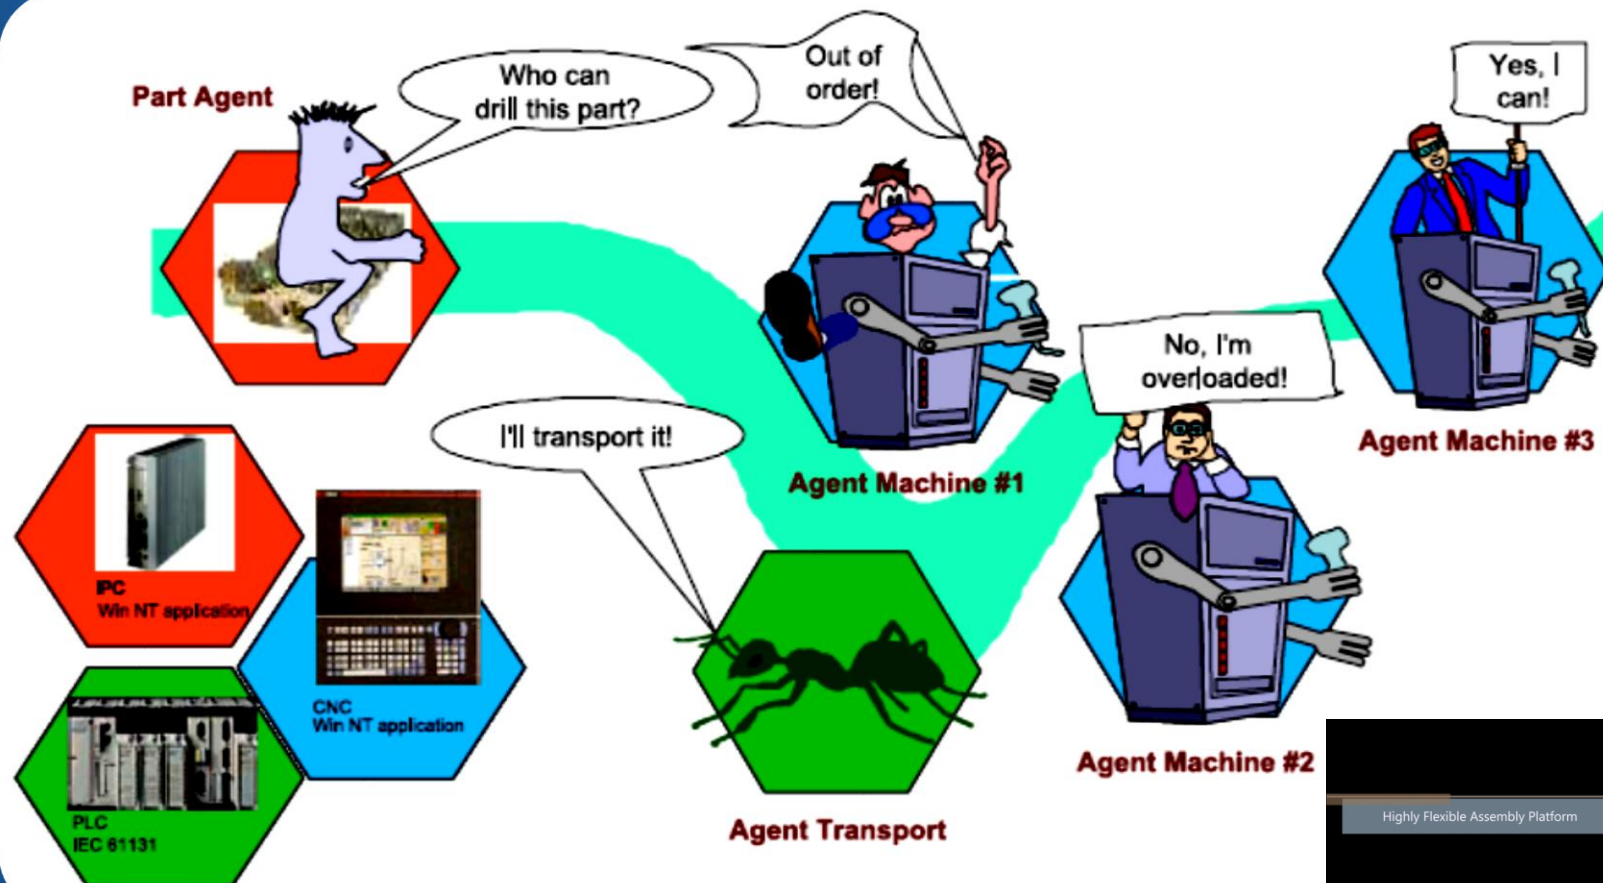 Part Agent
Who can
drill this part?
Out of
order!
Yes, I
can!
No, I'm
overloaded!
Agent Machine #3
I'll transport it!
Agent Machine #1
IPC
Win NT application
CNC
Win NT application
Agent Machine #2
PLC
IEC 61131
Agent Transport
Highly Flexible Assembly Platform